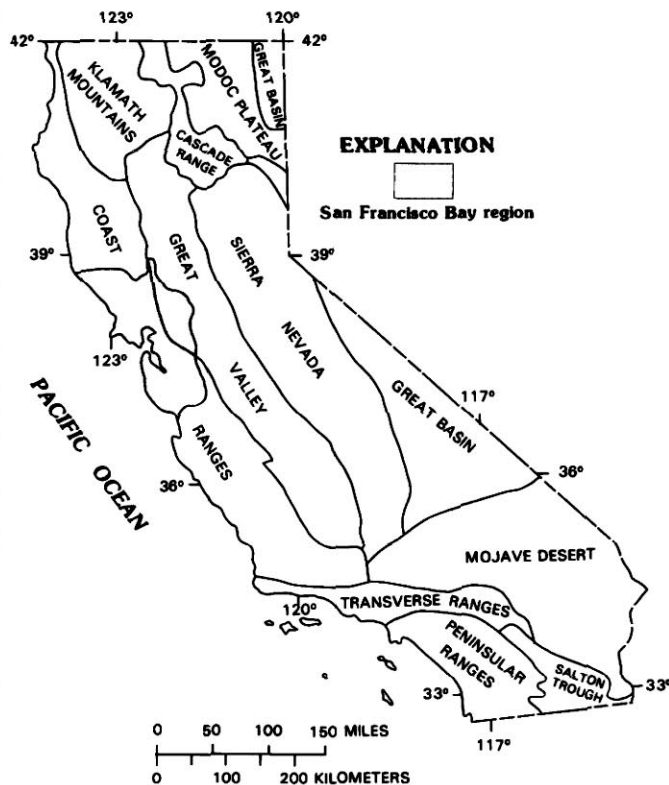 123°
120°
42°
42°
KLAMATH
MOUNTAINS
MODOC PLATEAU
GREAT BASIN
CASCADE
RANGE
EXPLANATION
San Francisco Bay region
COAST
39°
GREAT
SIERRA
39°
123°
NEVADA
VALLEY
117°
GREAT BASIN
PACIFIC OCEAN
RANGES
36°
36°
MOJAVE DESERT
120°
TRANSVERSE RANGES
PENINSULAR
RANGES
SALTON
TROUGH
33°
33°
117°
0 50 100 150 MILES
0 100 200 KILOMETERS